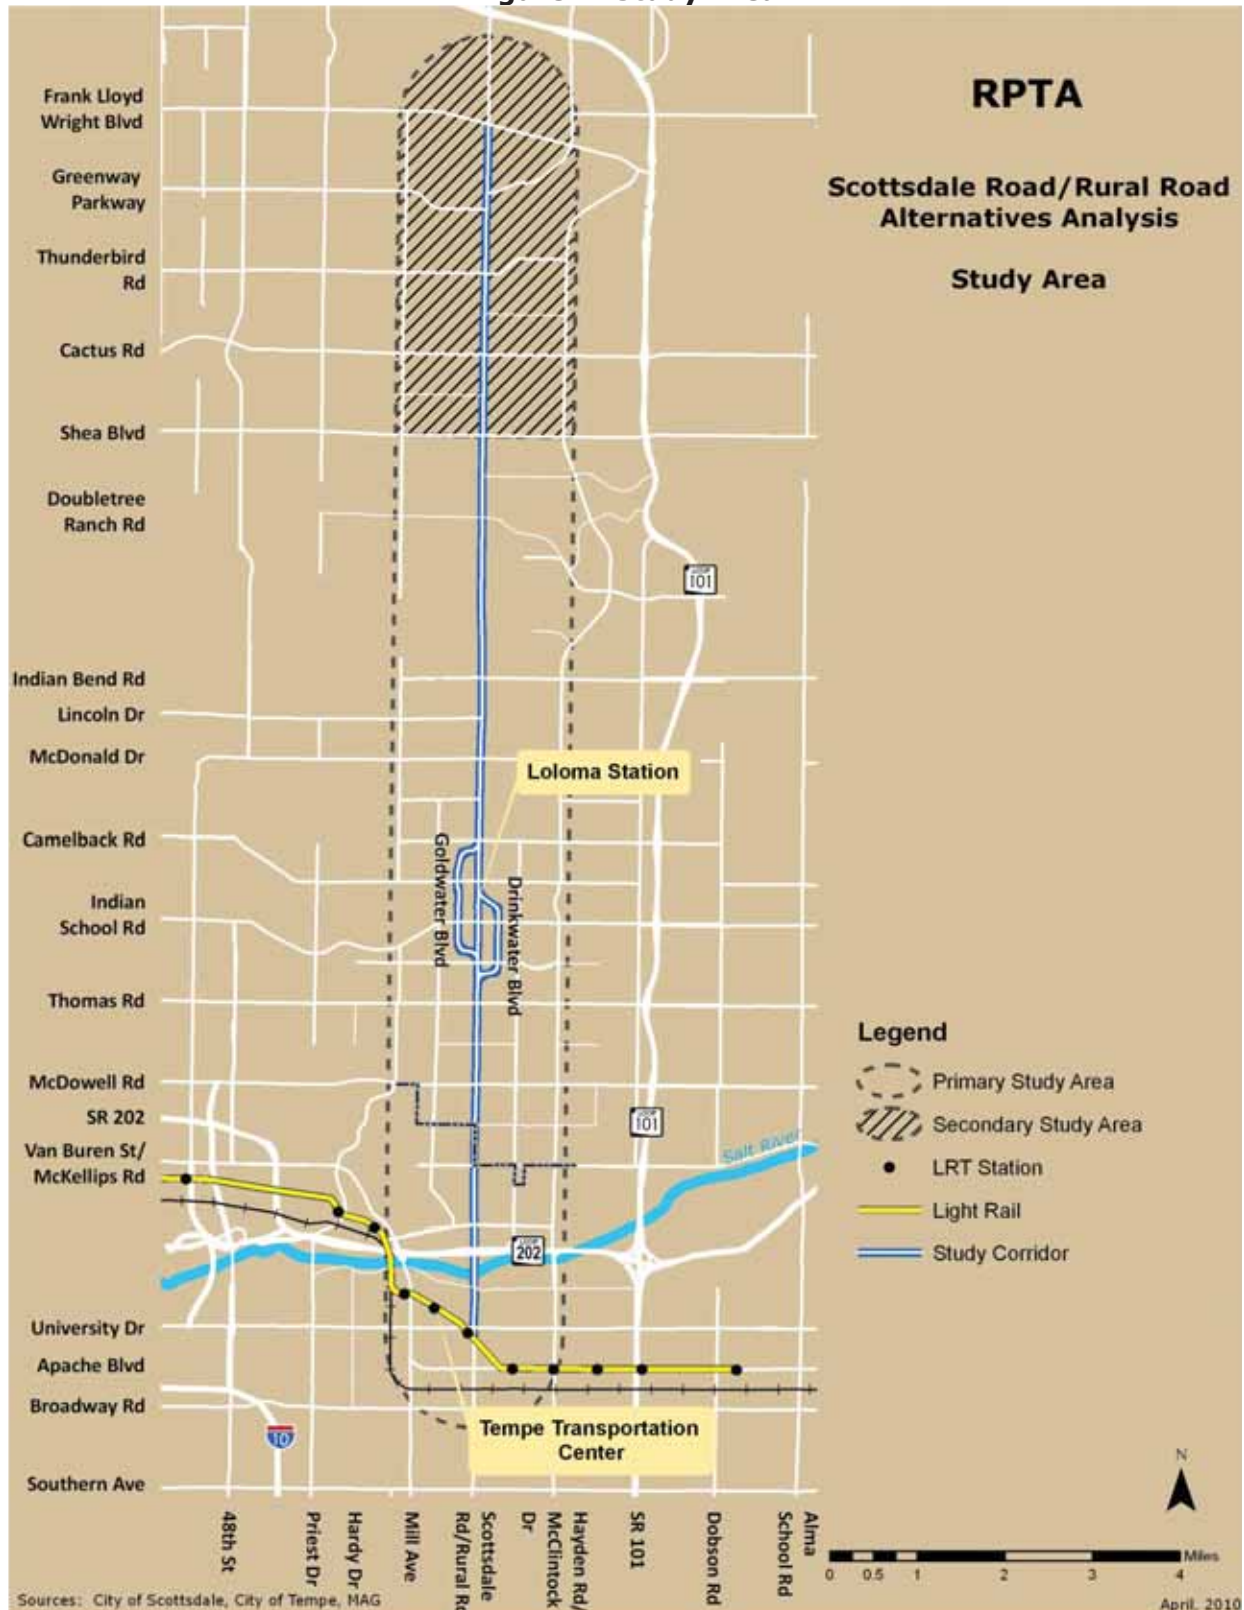 RPTA
Scottsdale Road/Rural Road
Alternatives Analysis
Study Area
Frank Lloyd
Wright Blvd
Greenway
Parkway
Thunderbird
Rd
Cactus Rd
Shea Blvd
Doubletree
Ranch Rd
Indian Bend Rd
Lincoln Dr
McDonald Dr
Camelback Rd
Indian
School Rd
Thomas Rd
McDowell Rd
SR 202
Van Buren St/
McKellips Rd
University Dr
Apache Blvd
Broadway Rd
Southern Ave
LOOP
101
Loloma Station
Goldwater Blvd
Drinkwater Blvd
LOOP
101
Salt River
LOOP
202
10
Tempe Transportation
Center
48th St
Priest Dr
Hardy Dr
Mill Ave
Scottsdale
Rd/Rural Rd
Hayden Rd/
McClintock
Dr
SR 101
Dobson Rd
Alma
School Rd
Legend
Primary Study Area
Secondary Study Area
LRT Station
Light Rail
Study Corridor
N
Miles
0 0.5 1 2 3 4
Sources: City of Scottsdale, City of Tempe, MAG
April, 2010